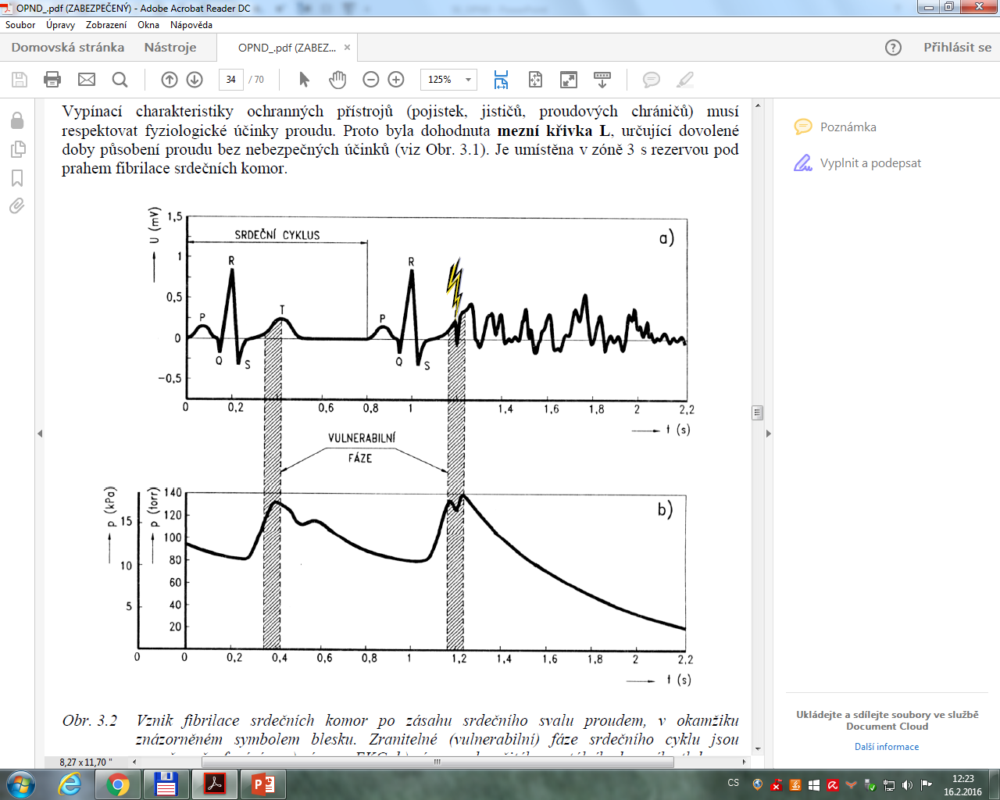 OPND_.pdf (ZABEZPEČENÝ) - Adobe Acrobat Reader DC
Soubor Úpravy Zobrazení Okna Nápověda
Domovská stránka Nástroje OPND_.pdf (ZABEZ... × Přihlásit se
34 / 70 125%
Vypínací charakteristiky ochranných přístrojů (pojistek, jističů, proudových chráničů) musí
respektovat fyziologické účinky proudu. Proto byla dohodnuta mezní křivka L, určující dovolené
doby působení proudu bez nebezpečných účinků (viz Obr. 3.1). Je umístěna v zóně 3 s rezervou pod
prahem fibrilace srdečních komor.
Poznámka
Vyplnit a podepsat
U (mV)
1,5
1
0,5
0
−0,5
SRDEČNÍ CYKLUS
a)
P Q R S T
P Q R S
0 0,2 0,4 0,6 0,8 1 1,4 1,6 1,8 2 2,2
t (s)
VULNERABILNÍ
FÁZE
p (kPa)
15
10
5
p (torr)
140
120
100
80
60
40
20
b)
0 0 0,2 0,4 0,6 0,8 1 1,2 1,4 1,6 1,8 2 2,2
t (s)
Obr. 3.2 Vznik fibrilace srdečních komor po zásahu srdečního svalu proudem, v okamžiku
znázorněném symbolem blesku. Zranitelné (vulnerabilní) fáze srdečního cyklu jsou
Ukládejte a sdílejte soubory ve službě
Document Cloud
Další informace
8,27 x 11,70 "
CS
12:23
16.2.2016